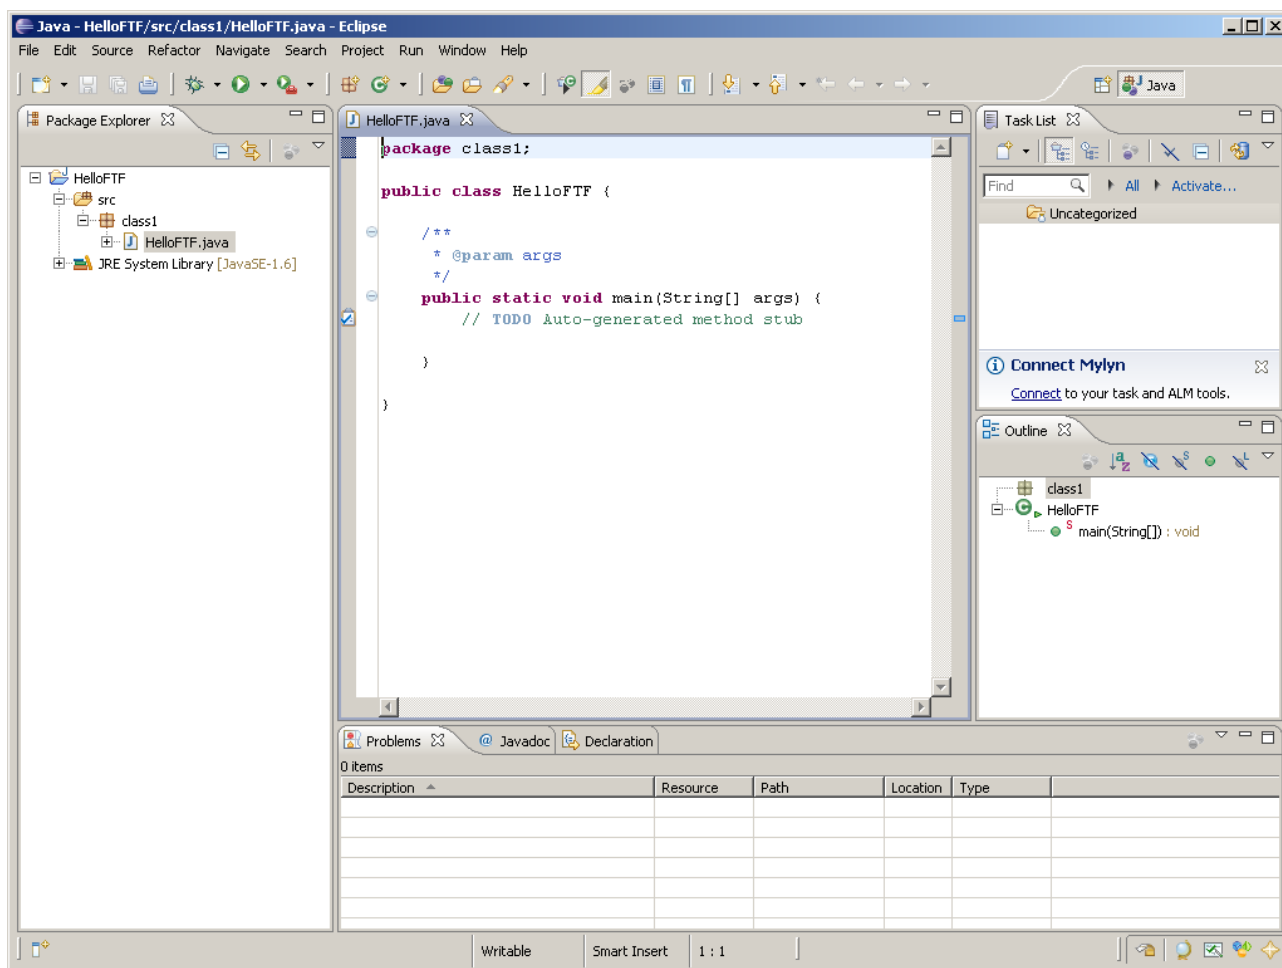 Java - HelloFTF/src/class1/HelloFTF.java - Eclipse
File Edit Source Refactor Navigate Search Project Run Window Help
Java
Package Explorer
HelloFTF
src
class1
HelloFTF.java
JRE System Library [JavaSE-1.6]
HelloFTF.java
package class1;
public class HelloFTF {
/**
* @param args
*/
public static void main(String[] args) {
// TODO Auto-generated method stub
}
}
Task List
Find All Activate...
Uncategorized
Connect Mylyn
Connect to your task and ALM tools.
Outline
class1
HelloFTF
main(String[]) : void
Problems @ Javadoc Declaration
0 items
Description Resource Path Location Type
Writable Smart Insert 1 : 1